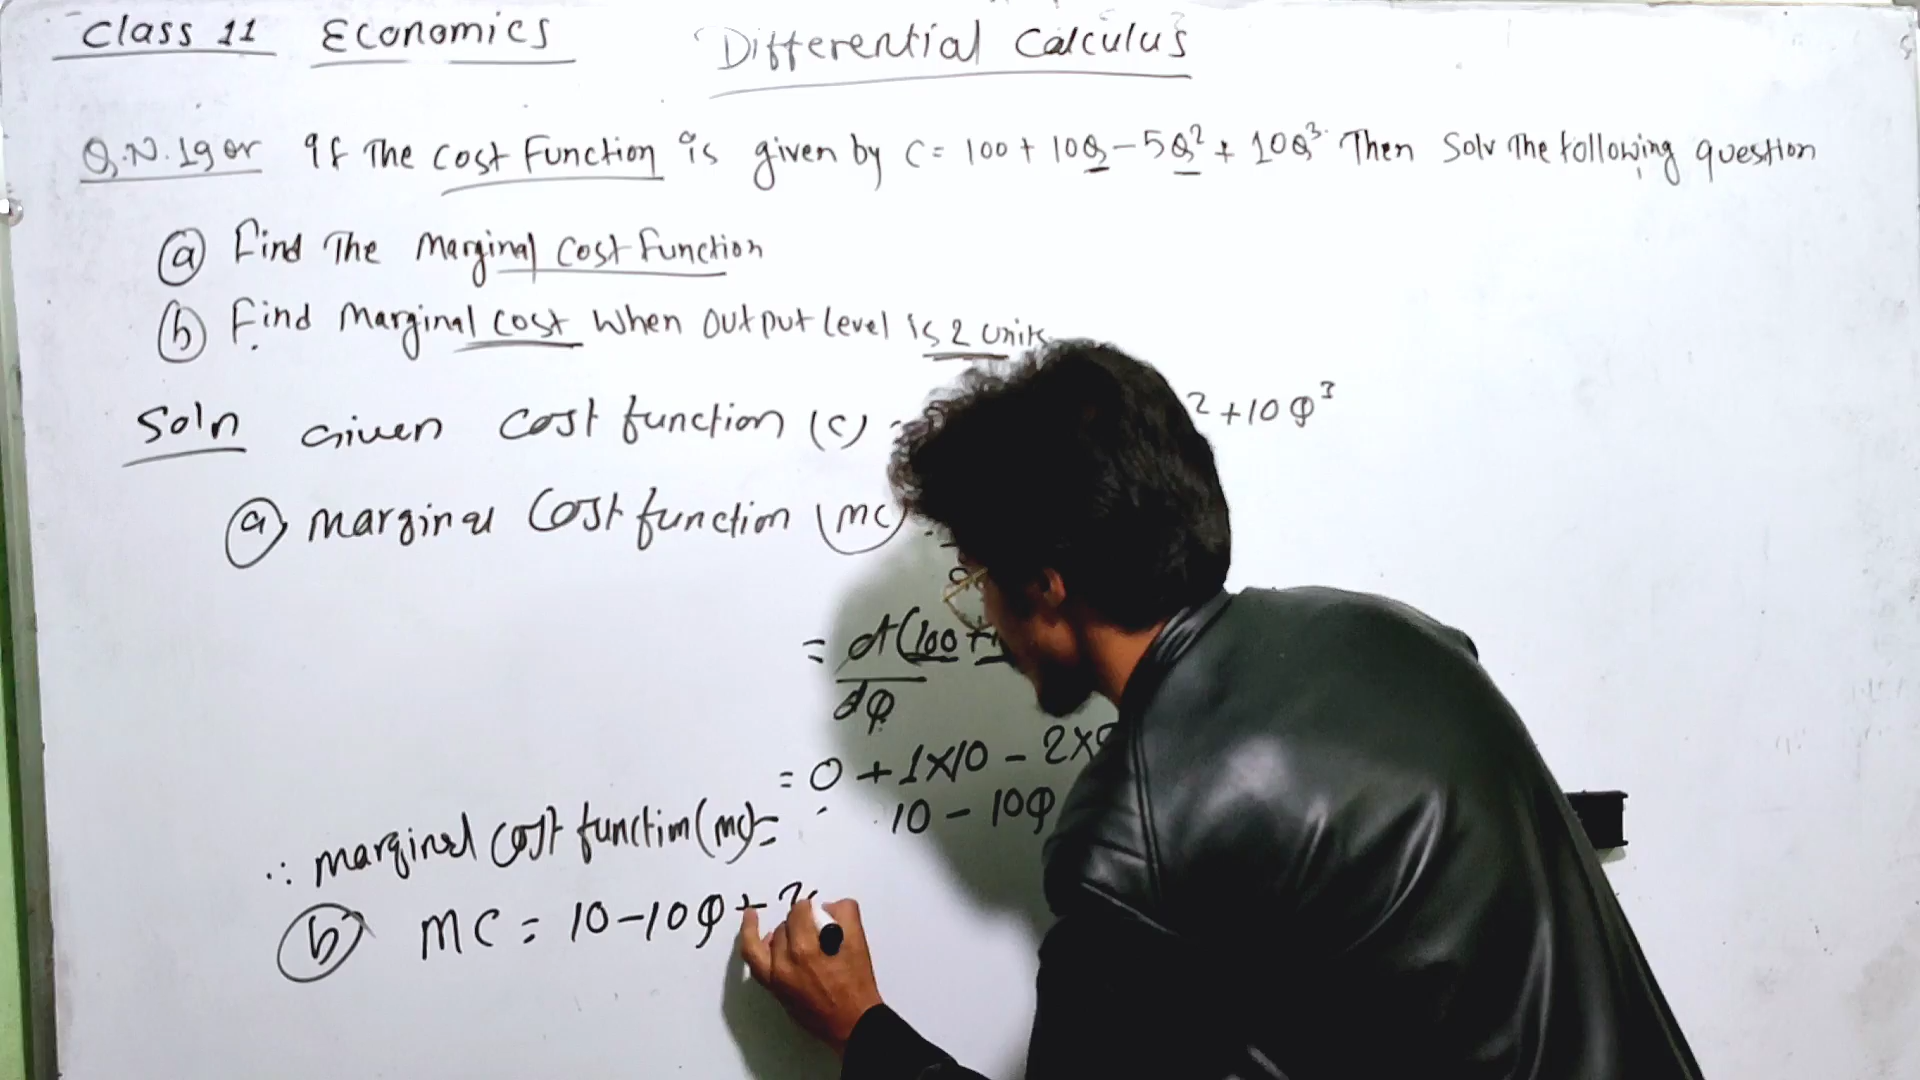 Class 11 Economics Differential Calculus
Q.N.19 or If The Cost Function is given by C = 100 + 10Q - 5Q² + 10Q³. Then Solv The following question
(a) Find The Marginal Cost Function
(b) Find Marginal Cost When Output Level is 2 units
Soln Given Cost function (C) = ² + 10Q³
(a) marginal Cost function (MC)
= d(100 +
dQ
= 0 + 1×10 - 2×
∴ marginal cost function (mc) = 10 - 10Q
(b) MC = 10 - 10Q + 3